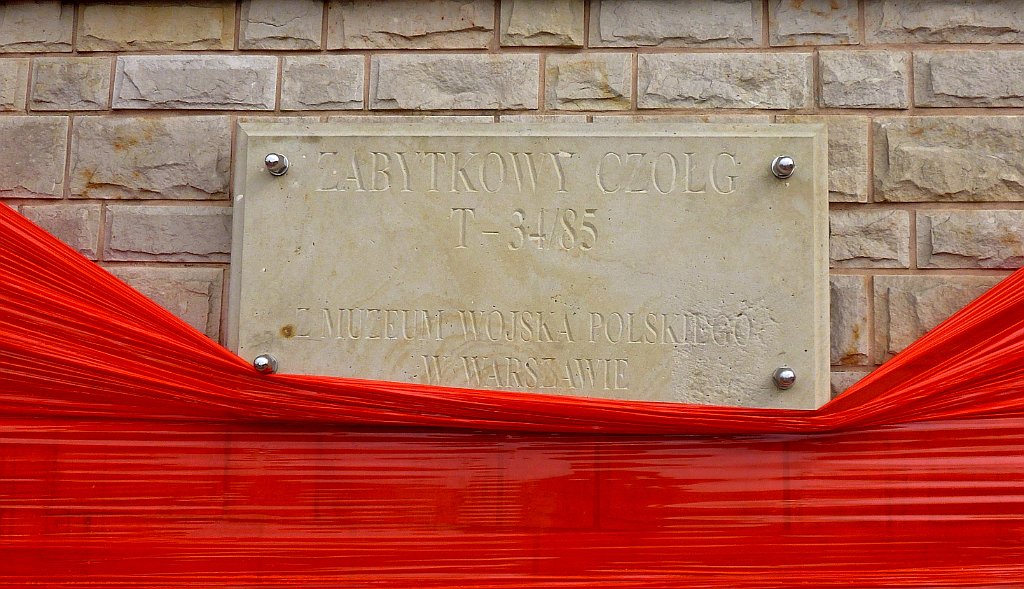 ZABYTKOWY CZOŁG
T – 34/85
Z MUZEUM WOJSKA POLSKIEGO
W WARSZAWIE